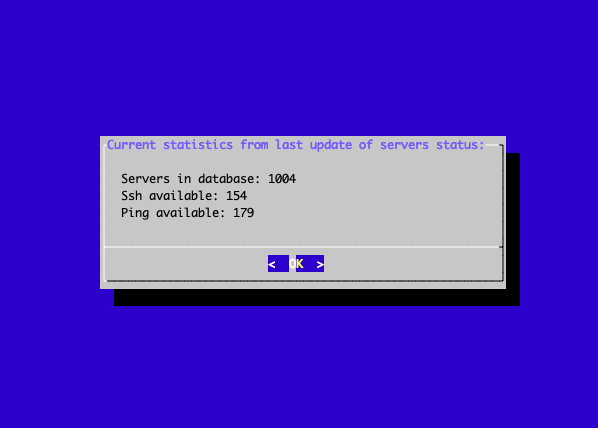 Current statistics from last update of servers status:
Servers in database: 1004
Ssh available: 154
Ping available: 179
<  OK  >